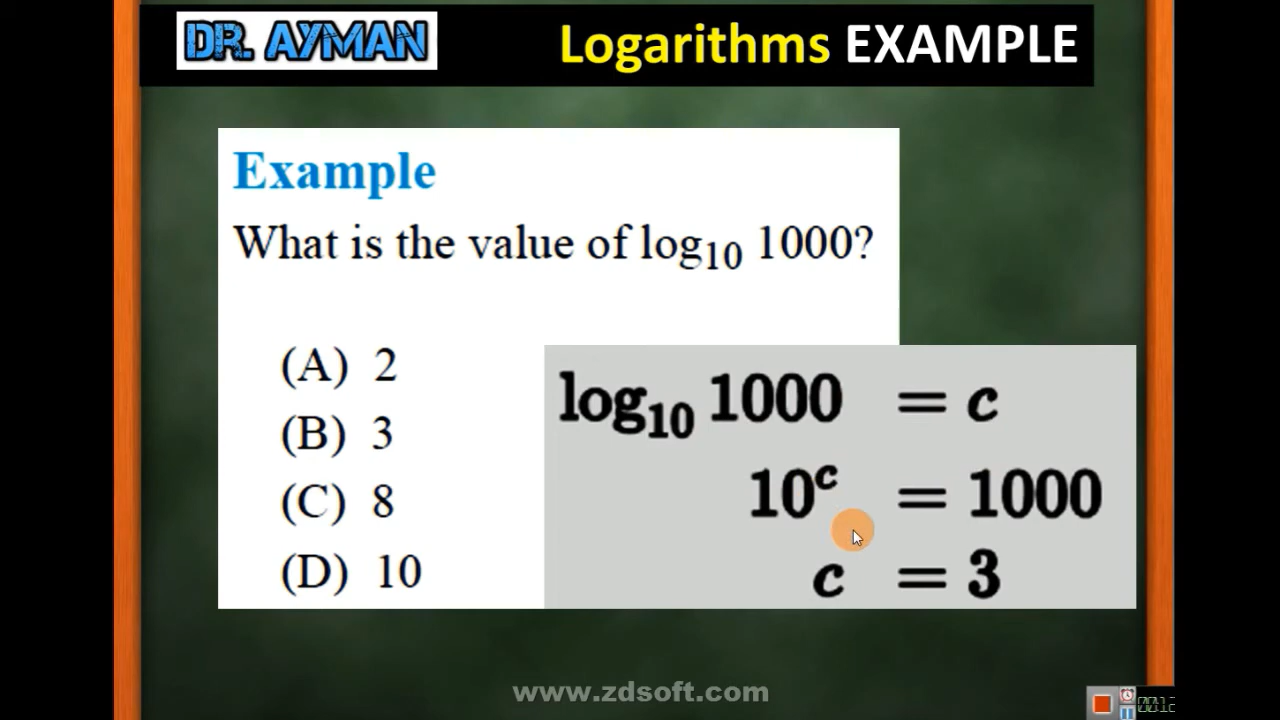 DR. AYMAN
Logarithms EXAMPLE
Example
What is the value of log₁₀ 1000?
(A) 2
(B) 3
(C) 8
(D) 10
log₁₀ 1000 = c
10ᶜ = 1000
c = 3
www.zdsoft.com